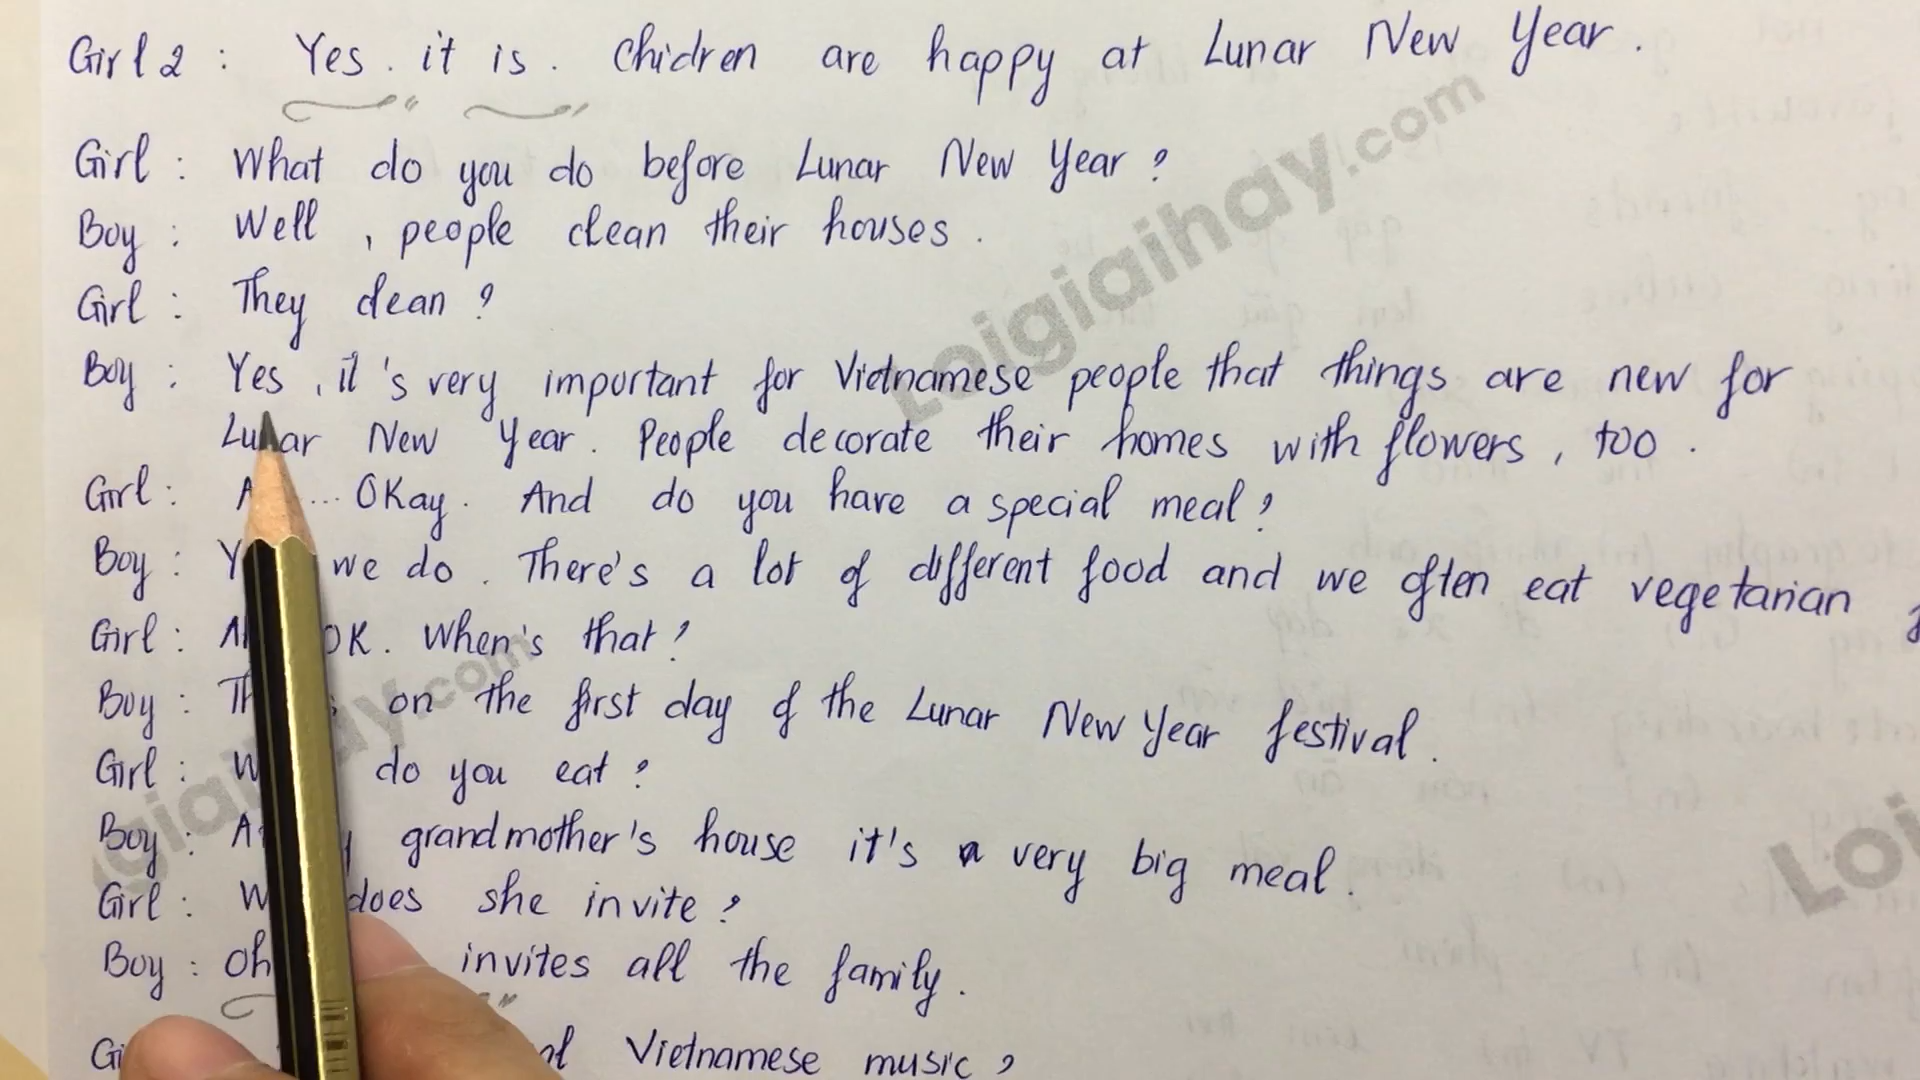 Girl 2 : Yes . it is . Chidren are happy at Lunar New Year .
Girl : What do you do before Lunar New Year ?
Boy : Well , people clean their houses .
Girl : They clean ?
Boy : Yes , it's very important for Vietnamese people that things are new for
Lunar New Year . People decorate their homes with flowers , too .
Girl : ... Okay . And do you have a special meal ?
Boy : we do . There's a lot of different food and we often eat vegetarian
Girl : OK . When's that ?
Boy : on the first day of the Lunar New Year festival .
Girl : do you eat ?
Boy : grandmother's house it's a very big meal .
Girl : does she invite ?
Boy : Oh invites all the family .
Vietnamese music ?
Loigiaihay.com